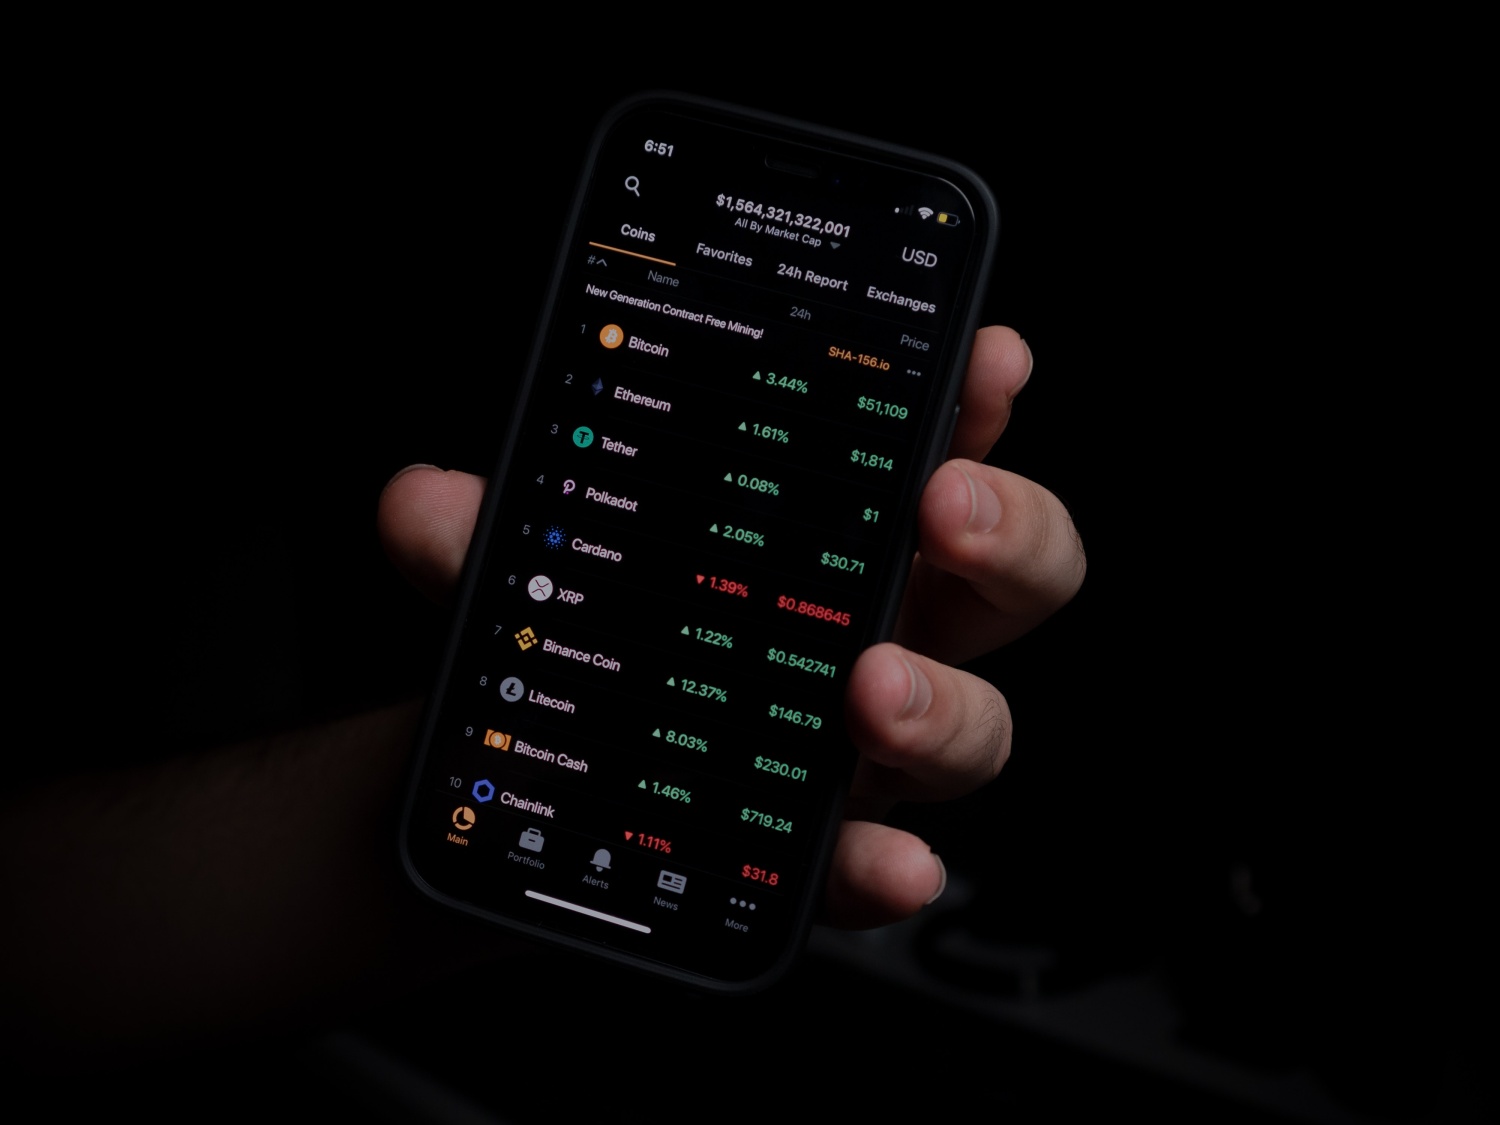 6:51
$1,564,321,322,001
All By Market Cap
USD
Coins Favorites 24h Report Exchanges
# Name 24h Price
New Generation Contract Free Mining! SHA-156.io
1 Bitcoin ▲ 3.44% $51,109
2 Ethereum ▲ 1.61% $1,814
3 Tether ▲ 0.08% $1
4 Polkadot ▲ 2.05% $30.71
5 Cardano ▼ 1.39% $0.868645
6 XRP ▲ 1.22% $0.542741
7 Binance Coin ▲ 12.37% $146.79
8 Litecoin ▲ 8.03% $230.01
9 Bitcoin Cash ▲ 1.46% $719.24
10 Chainlink ▼ 1.11% $31.8
Main Portfolio Alerts News More